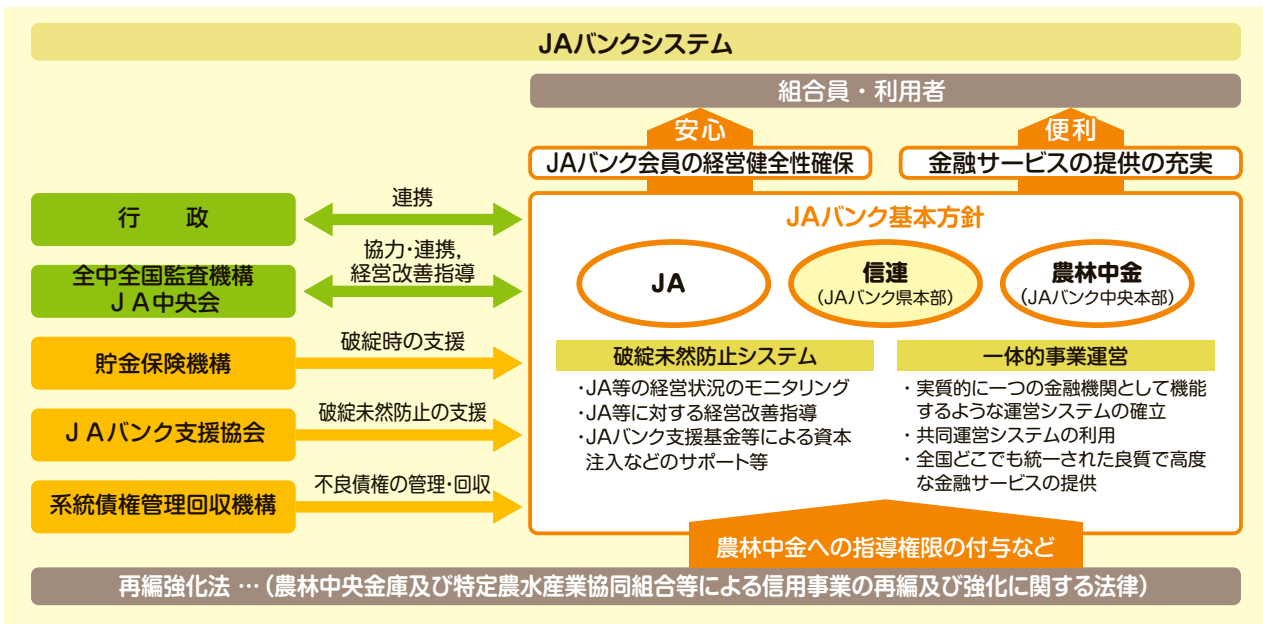 JAバンクシステム
組合員・利用者
安心
便利
JAバンク会員の経営健全性確保
金融サービスの提供の充実
行 政
連携
全中全国監査機構
JA中央会
協力・連携,
経営改善指導
貯金保険機構
破綻時の支援
JAバンク支援協会
破綻未然防止の支援
系統債権管理回収機構
不良債権の管理・回収
JAバンク基本方針
JA
信連
(JAバンク県本部)
農林中金
(JAバンク中央本部)
破綻未然防止システム
・JA等の経営状況のモニタリング
・JA等に対する経営改善指導
・JAバンク支援基金等による資本
注入などのサポート等
一体的事業運営
・実質的に一つの金融機関として機能
するような運営システムの確立
・共同運営システムの利用
・全国どこでも統一された良質で高度
な金融サービスの提供
農林中金への指導権限の付与など
再編強化法 …(農林中央金庫及び特定農水産業協同組合等による信用事業の再編及び強化に関する法律)